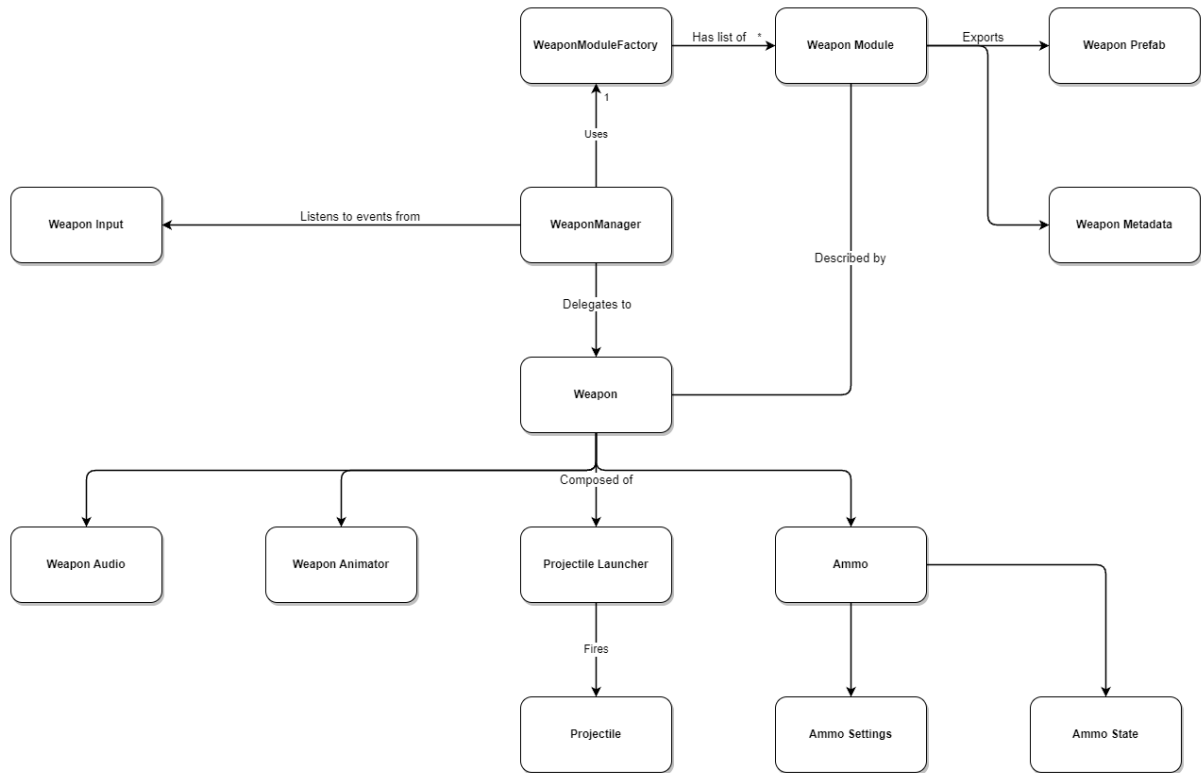 WeaponModuleFactory
Has list of
*
Weapon Module
Exports
Weapon Prefab
1
Uses
Weapon Input
Listens to events from
WeaponManager
Weapon Metadata
Described by
Delegates to
Weapon
Composed of
Weapon Audio
Weapon Animator
Projectile Launcher
Ammo
Fires
Projectile
Ammo Settings
Ammo State